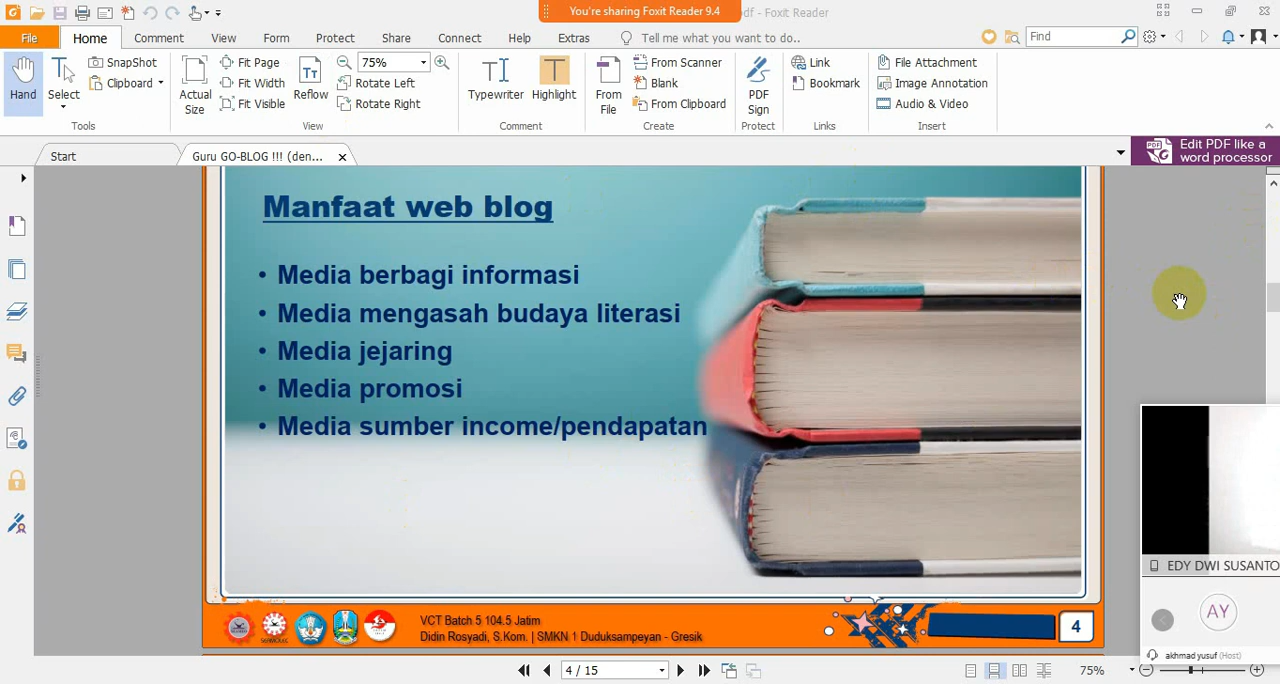 You're sharing Foxit Reader 9.4
odf - Foxit Reader
File
Home
Comment
View
Form
Protect
Share
Connect
Help
Extras
Tell me what you want to do..
Find
Hand
Select
SnapShot
Clipboard
Tools
Actual
Size
Fit Page
Fit Width
Fit Visible
Reflow
75%
Rotate Left
Rotate Right
View
Typewriter
Highlight
Comment
From
File
From Scanner
Blank
From Clipboard
Create
PDF
Sign
Protect
Link
Bookmark
Links
File Attachment
Image Annotation
Audio & Video
Insert
Start
Guru GO-BLOG !!! (den...
Edit PDF like a
word processor
Manfaat web blog
• Media berbagi informasi
• Media mengasah budaya literasi
• Media jejaring
• Media promosi
• Media sumber income/pendapatan
VCT Batch 5 104.5 Jatim
Didin Rosyadi, S.Kom. | SMKN 1 Duduksampeyan - Gresik
4
EDY DWI SUSANTO
AY
akhmad yusuf (Host)
4 / 15
75%